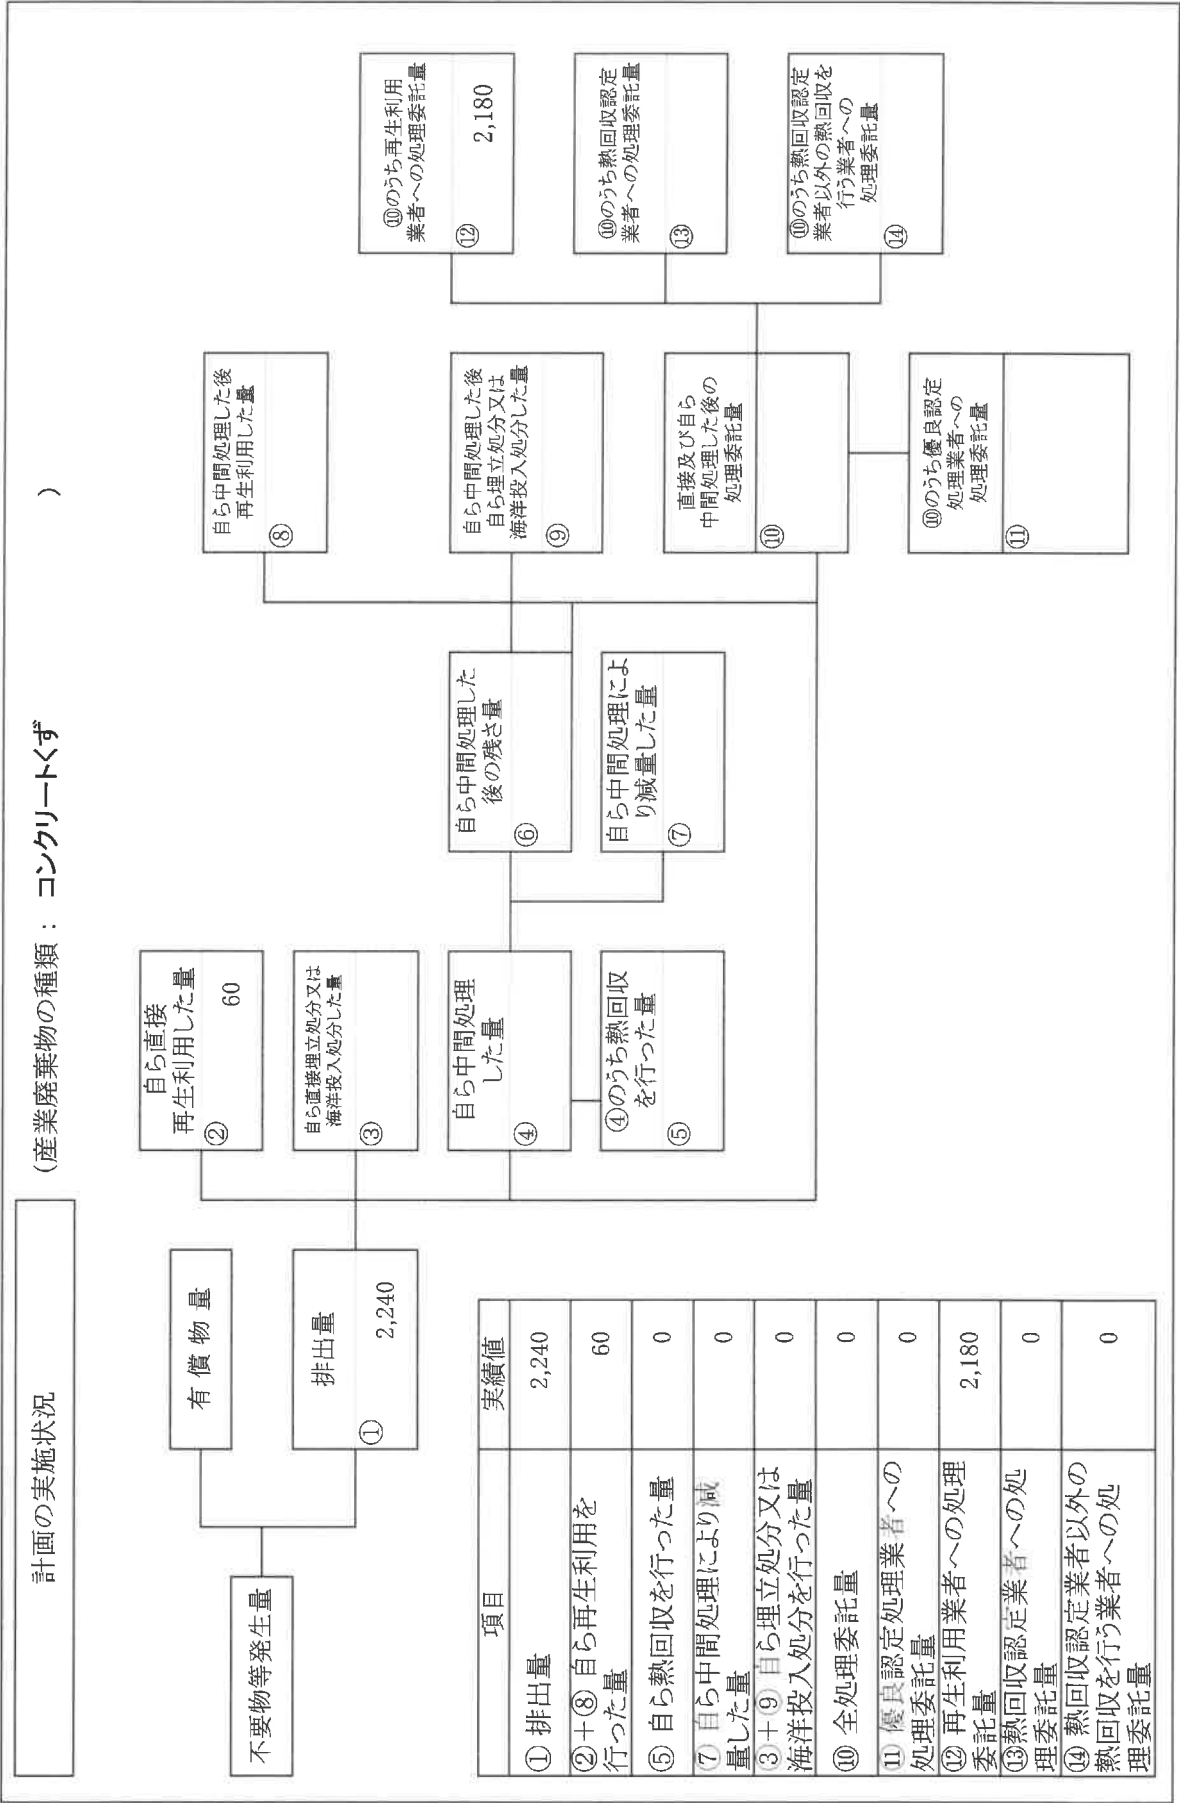 計画の実施状況
(産業廃棄物の種類： コンクリートくず )
不要物等発生量
有 償 物 量
排出量
① 2,240
自ら直接
再生利用した量
② 60
自ら直接埋立処分又は
海洋投入処分した量
③
自ら中間処理
した量
④
④のうち熱回収
を行った量
⑤
自ら中間処理した
後の残さ量
⑥
自ら中間処理によ
り減量した量
⑦
自ら中間処理した後
再生利用した量
⑧
自ら中間処理した後
自ら埋立処分又は
海洋投入処分した量
⑨
直接及び自ら
中間処理した後の
処理委託量
⑩
⑩のうち優良認定
処理業者への
処理委託量
⑪
⑩のうち再生利用
業者への処理委託量
⑫ 2,180
⑩のうち熱回収認定
業者への処理委託量
⑬
⑩のうち熱回収認定
業者以外の熱回収を
行う業者への
処理委託量
⑭
項目 実績値
① 排出量 2,240
②＋⑧ 自ら再生利用を
行った量 60
⑤ 自ら熱回収を行った量 0
⑦ 自ら中間処理により減
量した量 0
③＋⑨ 自ら埋立処分又は
海洋投入処分を行った量 0
⑩ 全処理委託量 0
⑪ 優良認定処理業者への
処理委託量 0
⑫ 再生利用業者への処理
委託量 2,180
⑬熱回収認定業者への処
理委託量 0
⑭ 熱回収認定業者以外の
熱回収を行う業者への処
理委託量 0